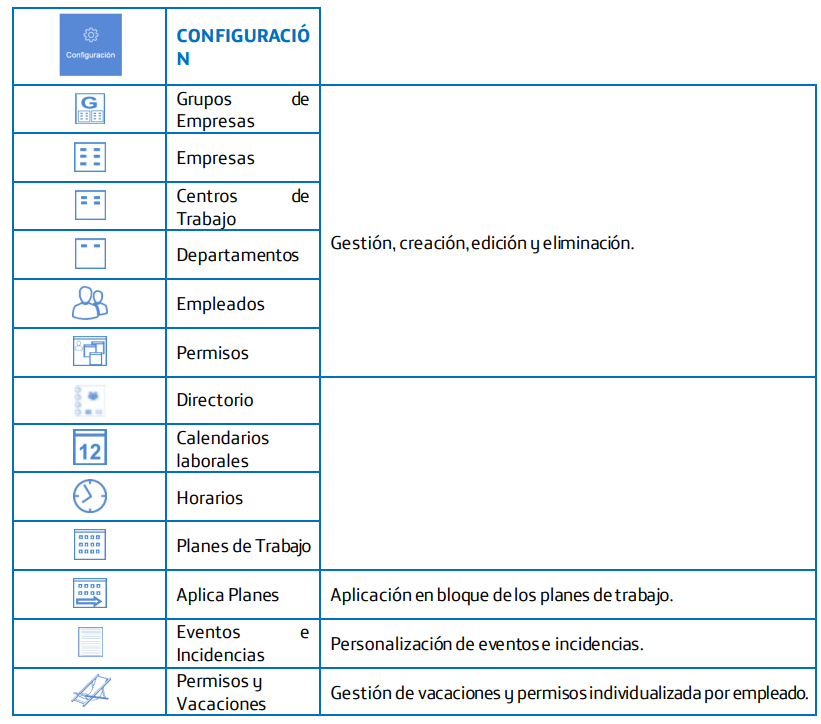 Configuración
CONFIGURACIÓ
N
G
Grupos de
Empresas
Empresas
Centros de
Trabajo
Gestión, creación, edición y eliminación.
Departamentos
Empleados
Permisos
Directorio
12
Calendarios
laborales
Horarios
Planes de Trabajo
Aplica Planes
Aplicación en bloque de los planes de trabajo.
Eventos e
Incidencias
Personalización de eventos e incidencias.
Permisos y
Vacaciones
Gestión de vacaciones y permisos individualizada por empleado.